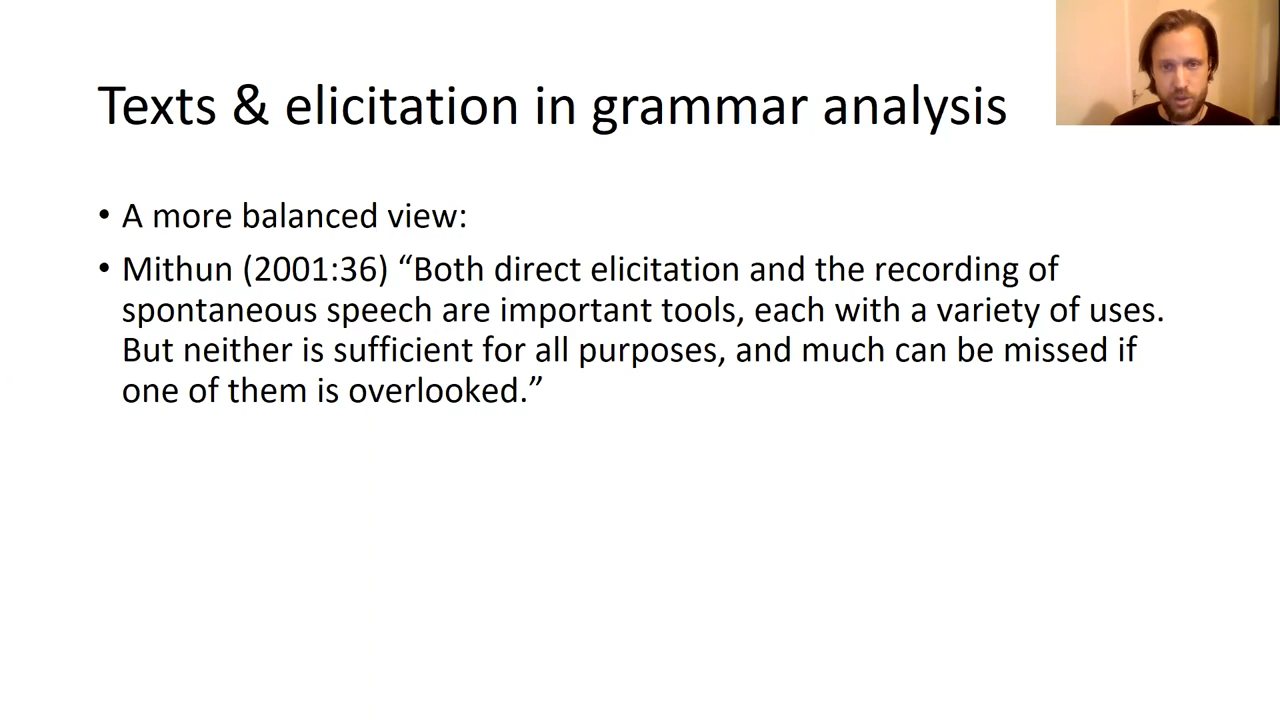 Texts & elicitation in grammar analysis
• A more balanced view:
• Mithun (2001:36) “Both direct elicitation and the recording of
spontaneous speech are important tools, each with a variety of uses.
But neither is sufficient for all purposes, and much can be missed if
one of them is overlooked.”